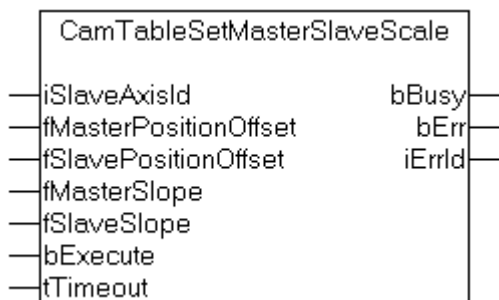 CamTableSetMasterSlaveScale
iSlaveAxisId bBusy
fMasterPositionOffset bErr
fSlavePositionOffset iErrId
fMasterSlope
fSlaveSlope
bExecute
tTimeout